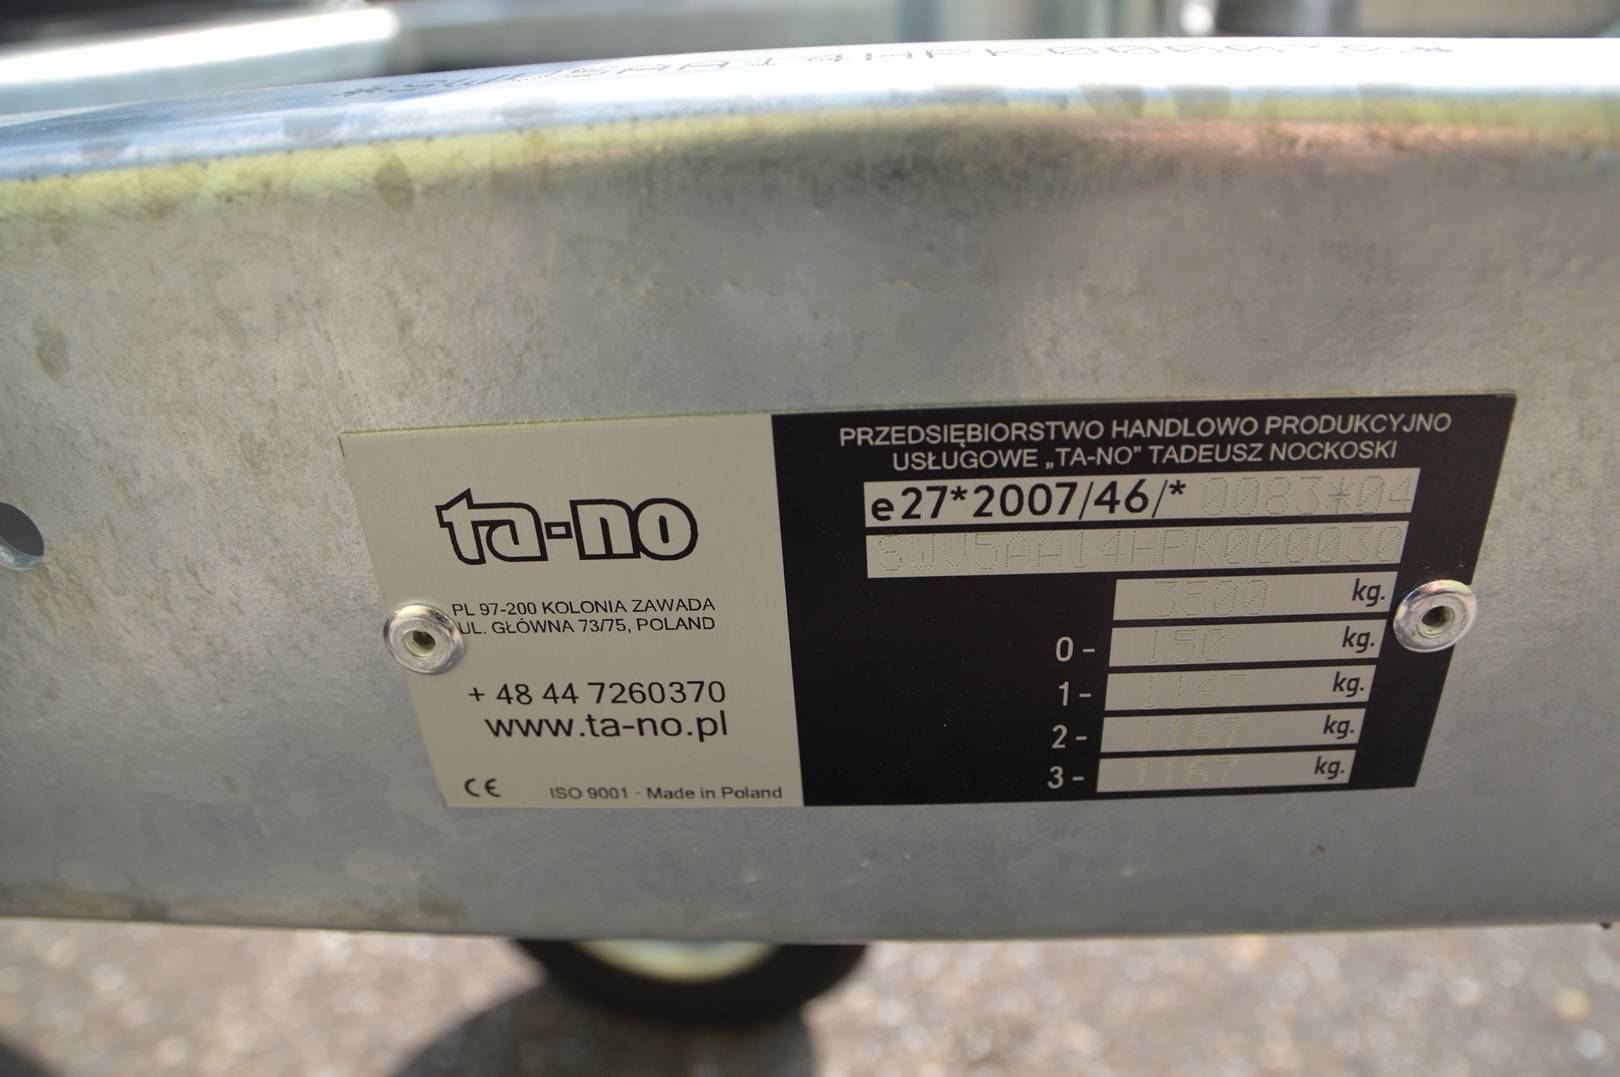 ta-no
PL 97-200 KOLONIA ZAWADA
UL. GŁÓWNA 73/75, POLAND
+ 48 44 7260370
www.ta-no.pl
CE ISO 9001 · Made in Poland
PRZEDSIĘBIORSTWO HANDLOWO PRODUKCYJNO
USŁUGOWE „TA-NO” TADEUSZ NOCKOSKI
e27*2007/46/* 0083*04
SWV5AA14HPK000030
3500 kg.
0- 150 kg.
1- 1167 kg.
2- 1167 kg.
3- 1167 kg.